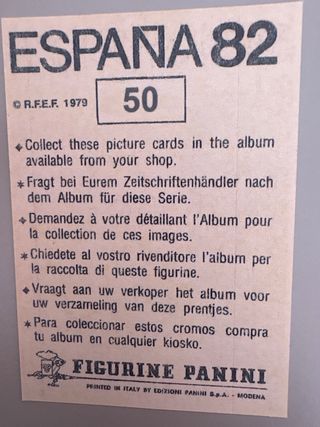 ESPAÑA 82
© R.F.E.F. 1979 50
Collect these picture cards in the album
available from your shop.
Fragt bei Eurem Zeitschriftenhändler nach
dem Album für diese Serie.
Demandez à votre détaillant l'Album pour
la collection de ces images.
Chiedete al vostro rivenditore l'album per
la raccolta di queste figurine.
Vraagt aan uw verkoper het album voor
uw verzameling van deze prentjes.
Para coleccionar estos cromos compra
tu album en cualquier kiosko.
FIGURINE PANINI
PRINTED IN ITALY BY EDIZIONI PANINI S.p.A. - MODENA